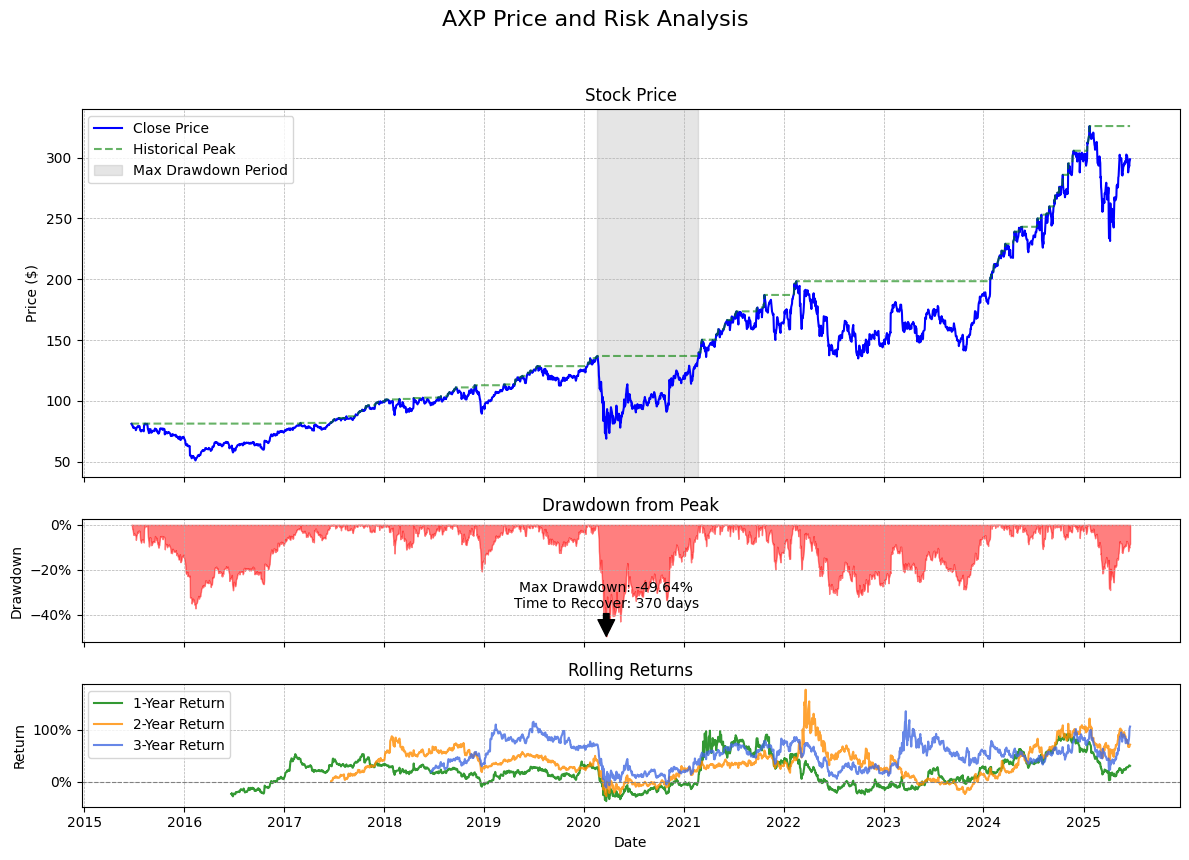 AXP Price and Risk Analysis
Stock Price
Close Price
Historical Peak
Max Drawdown Period
300
250
200
150
100
50
Price ($)
Drawdown from Peak
0%
−20%
−40%
Drawdown
Max Drawdown: -49.64%
Time to Recover: 370 days
Rolling Returns
1-Year Return
2-Year Return
3-Year Return
100%
0%
Return
2015 2016 2017 2018 2019 2020 2021 2022 2023 2024 2025
Date